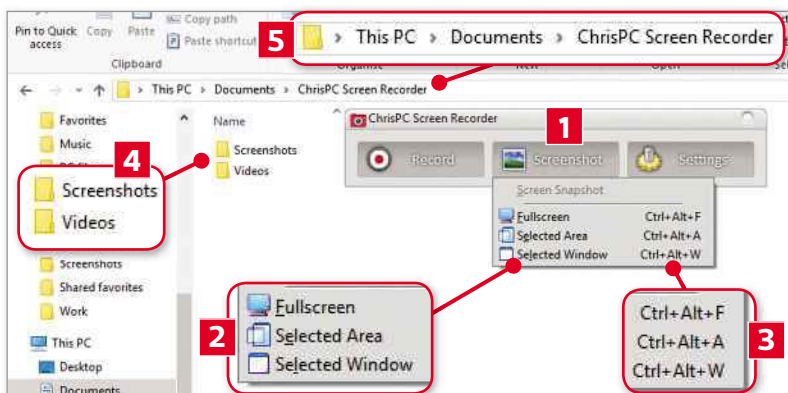 Pin to Quick access
Copy
Paste
Copy path
Paste shortcut
Clipboard
Organise
New
Open
5
This PC > Documents > ChrisPC Screen Recorder
This PC > Documents > ChrisPC Screen Recorder
Favorites
Music
4
Screenshots
Videos
Screenshots
Shared favorites
Work
This PC
Desktop
Documents
Name
Screenshots
Videos
ChrisPC Screen Recorder
1
Record
Screenshot
Settings
Screen Snapshot
Fullscreen Ctrl+Alt+F
Selected Area Ctrl+Alt+A
Selected Window Ctrl+Alt+W
2
Fullscreen
Selected Area
Selected Window
3
Ctrl+Alt+F
Ctrl+Alt+A
Ctrl+Alt+W